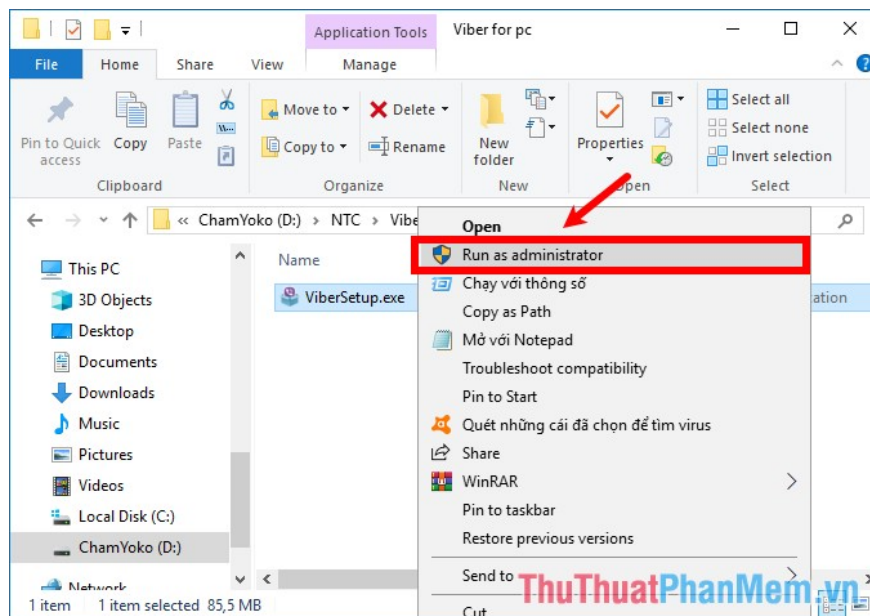 Application Tools
Viber for pc
File
Home
Share
View
Manage
Pin to Quick access
Copy
Paste
W...
Clipboard
Move to
Copy to
Delete
Rename
Organize
New folder
New
Properties
Open
Select all
Select none
Invert selection
Select
« ChamYoko (D:) > NTC > Vibe
This PC
3D Objects
Desktop
Documents
Downloads
Music
Pictures
Videos
Local Disk (C:)
ChamYoko (D:)
Network
Name
ViberSetup.exe
ation
Open
Run as administrator
Chạy với thông số
Copy as Path
Mở với Notepad
Troubleshoot compatibility
Pin to Start
Quét những cái đã chọn để tìm virus
Share
WinRAR
Pin to taskbar
Restore previous versions
Send to
Cut
1 item
1 item selected 85,5 MB
ThuThuatPhanMem.vn